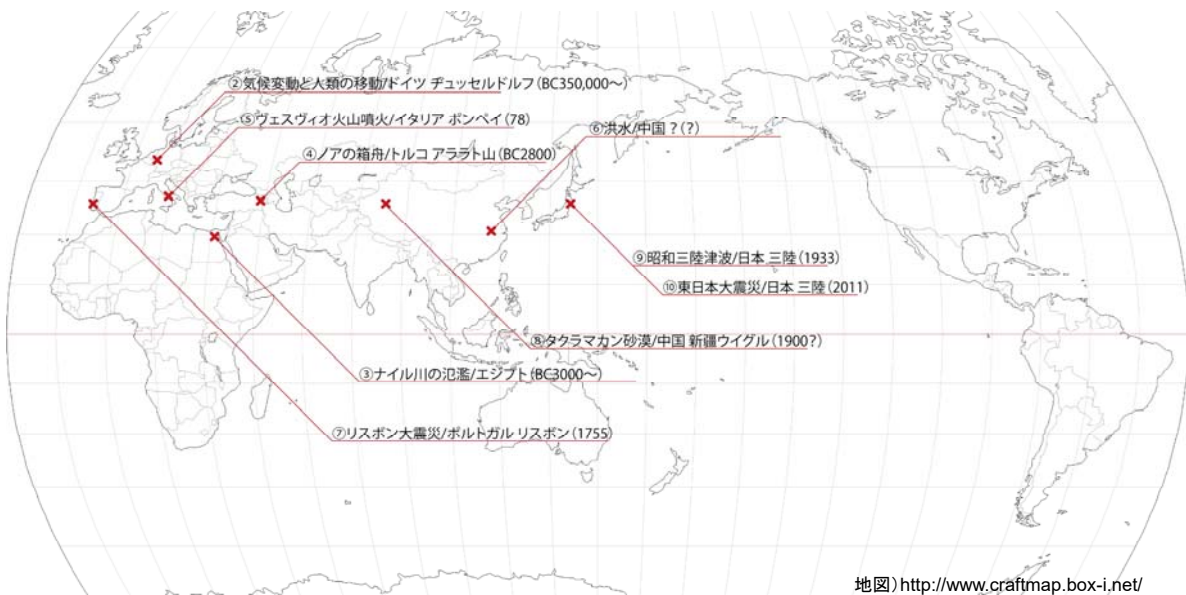 ②気候変動と人類の移動/ドイツ デュッセルドルフ(BC350,000～)
⑤ヴェスヴィオ火山噴火/イタリア ポンペイ(78)
⑥洪水/中国？(？)
④ノアの箱舟/トルコ アララト山(BC2800)
⑨昭和三陸津波/日本 三陸(1933)
⑩東日本大震災/日本 三陸(2011)
⑧タクラマカン砂漠/中国 新疆ウイグル(1900？)
③ナイル川の氾濫/エジプト(BC3000～)
⑦リスボン大震災/ポルトガル リスボン(1755)
地図)http://www.craftmap.box-i.net/